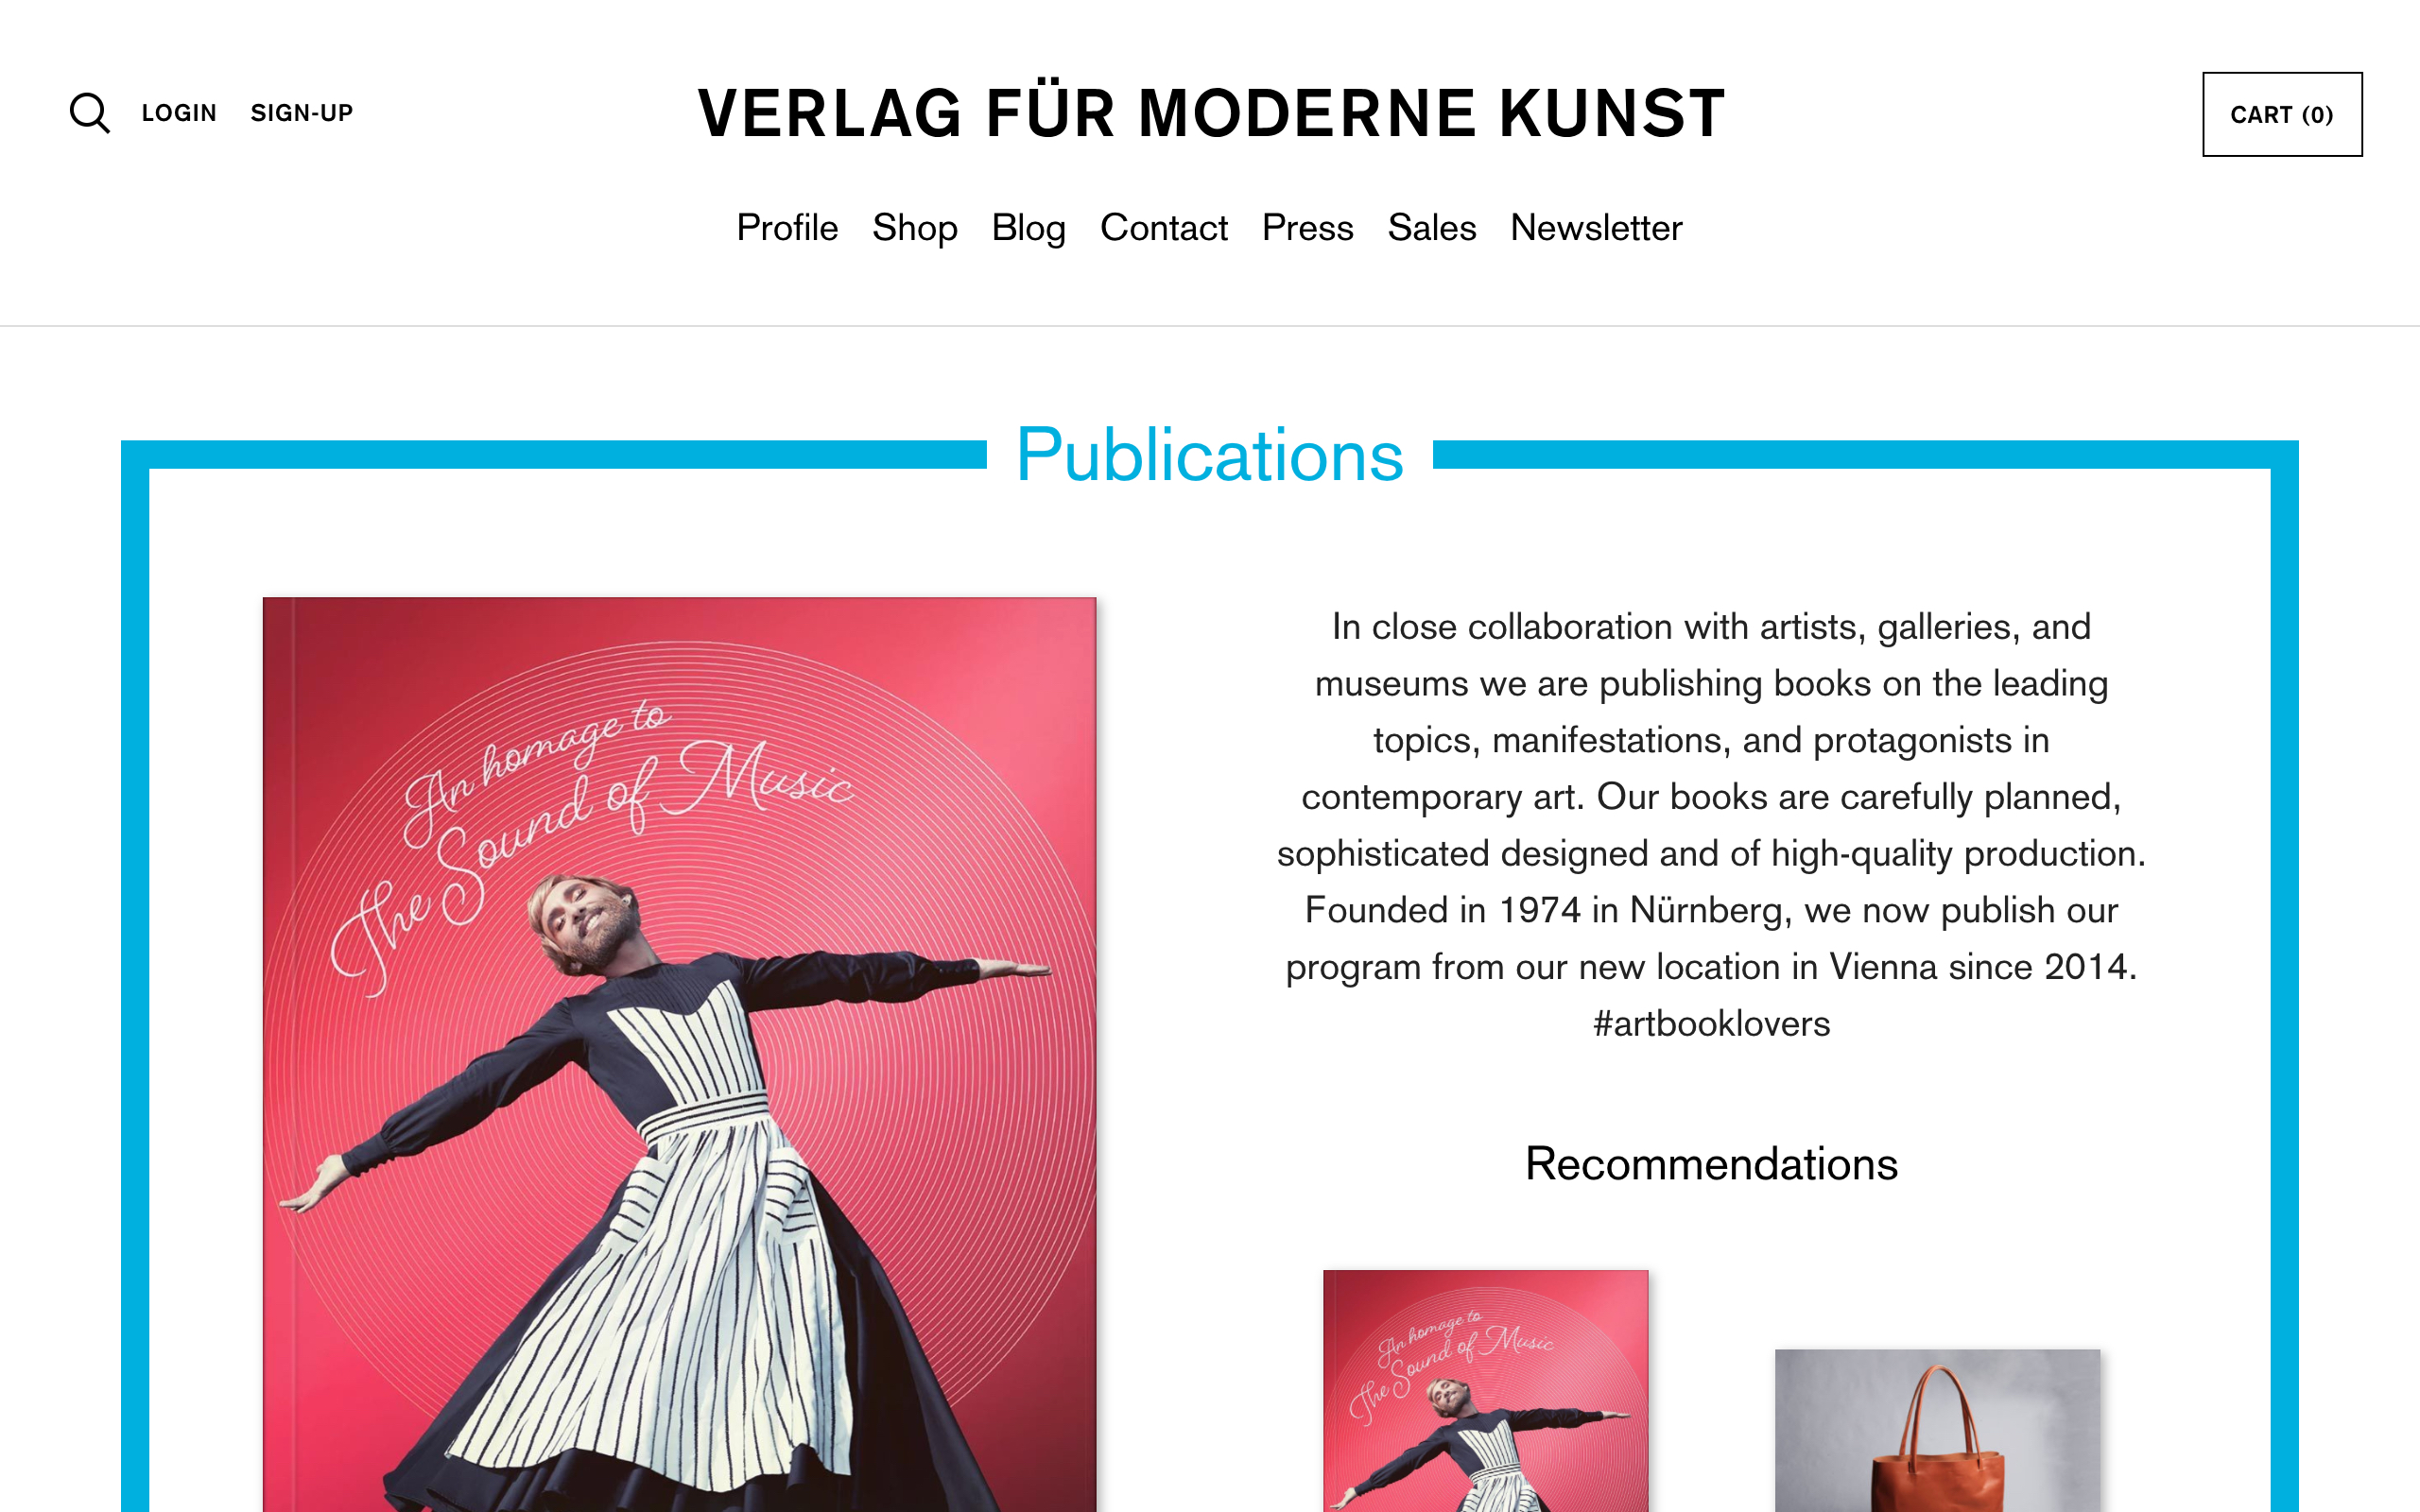 LOGIN SIGN-UP
VERLAG FÜR MODERNE KUNST
CART (0)
Profile Shop Blog Contact Press Sales Newsletter
Publications
An homage to
The Sound of Music
In close collaboration with artists, galleries, and
museums we are publishing books on the leading
topics, manifestations, and protagonists in
contemporary art. Our books are carefully planned,
sophisticated designed and of high-quality production.
Founded in 1974 in Nürnberg, we now publish our
program from our new location in Vienna since 2014.
#artbooklovers
Recommendations
An homage to
The Sound of Music